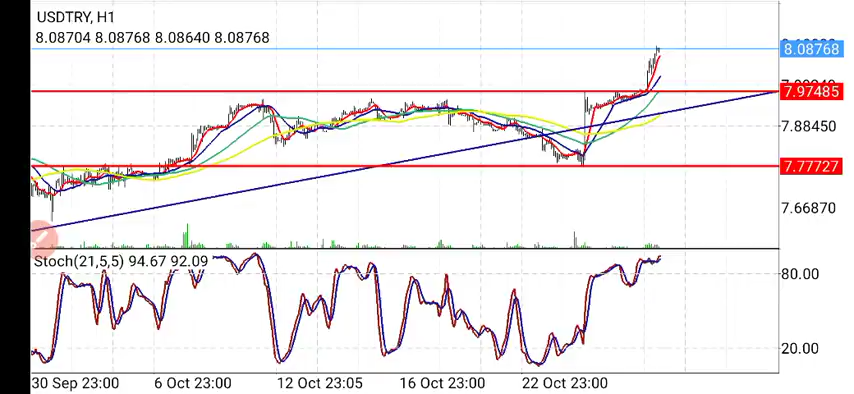 USDTRY, H1
8.08704 8.08768 8.08640 8.08768
8.08768
7.97485
7.88450
7.77727
7.66870
Stoch(21,5,5) 94.67 92.09
80.00
20.00
30 Sep 23:00 6 Oct 23:00 12 Oct 23:05 16 Oct 23:00 22 Oct 23:00